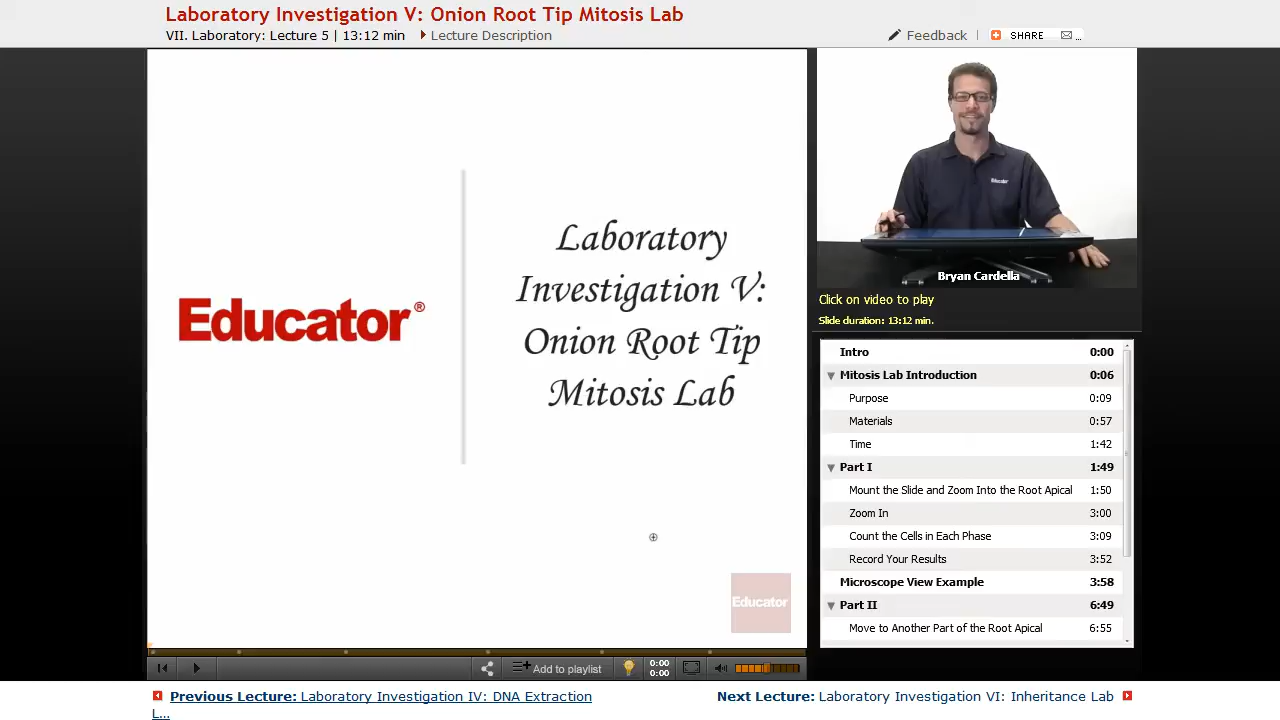 Laboratory Investigation V: Onion Root Tip Mitosis Lab
VII. Laboratory: Lecture 5 | 13:12 min
Lecture Description
Feedback
SHARE
...
Educator®
Laboratory
Investigation V:
Onion Root Tip
Mitosis Lab
Educator
Educator
Bryan Cardella
Click on video to play
Slide duration: 13:12 min.
Intro 0:00
Mitosis Lab Introduction 0:06
Purpose 0:09
Materials 0:57
Time 1:42
Part I 1:49
Mount the Slide and Zoom Into the Root Apical 1:50
Zoom In 3:00
Count the Cells in Each Phase 3:09
Record Your Results 3:52
Microscope View Example 3:58
Part II 6:49
Move to Another Part of the Root Apical 6:55
Add to playlist
0:00
0:00
Previous Lecture: Laboratory Investigation IV: DNA Extraction
L...
Next Lecture: Laboratory Investigation VI: Inheritance Lab